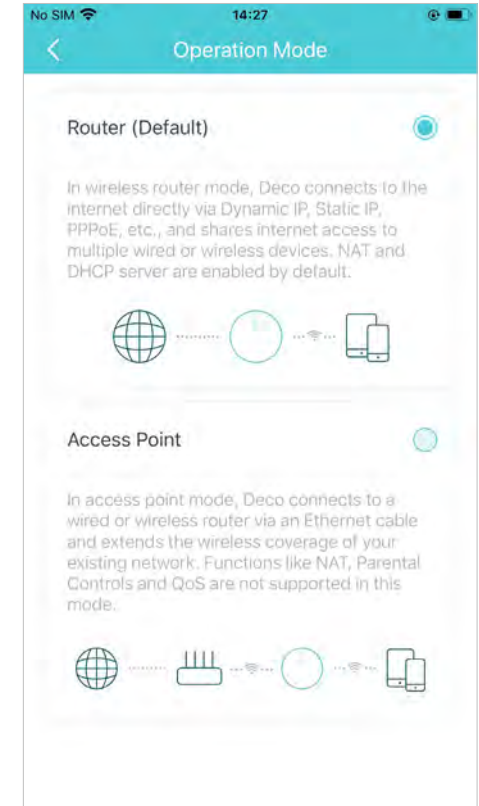 No SIM 14:27
Operation Mode
Router (Default)
In wireless router mode, Deco connects to the
internet directly via Dynamic IP, Static IP,
PPPoE, etc., and shares internet access to
multiple wired or wireless devices. NAT and
DHCP server are enabled by default.
Access Point
In access point mode, Deco connects to a
wired or wireless router via an Ethernet cable
and extends the wireless coverage of your
existing network. Functions like NAT, Parental
Controls and QoS are not supported in this
mode.